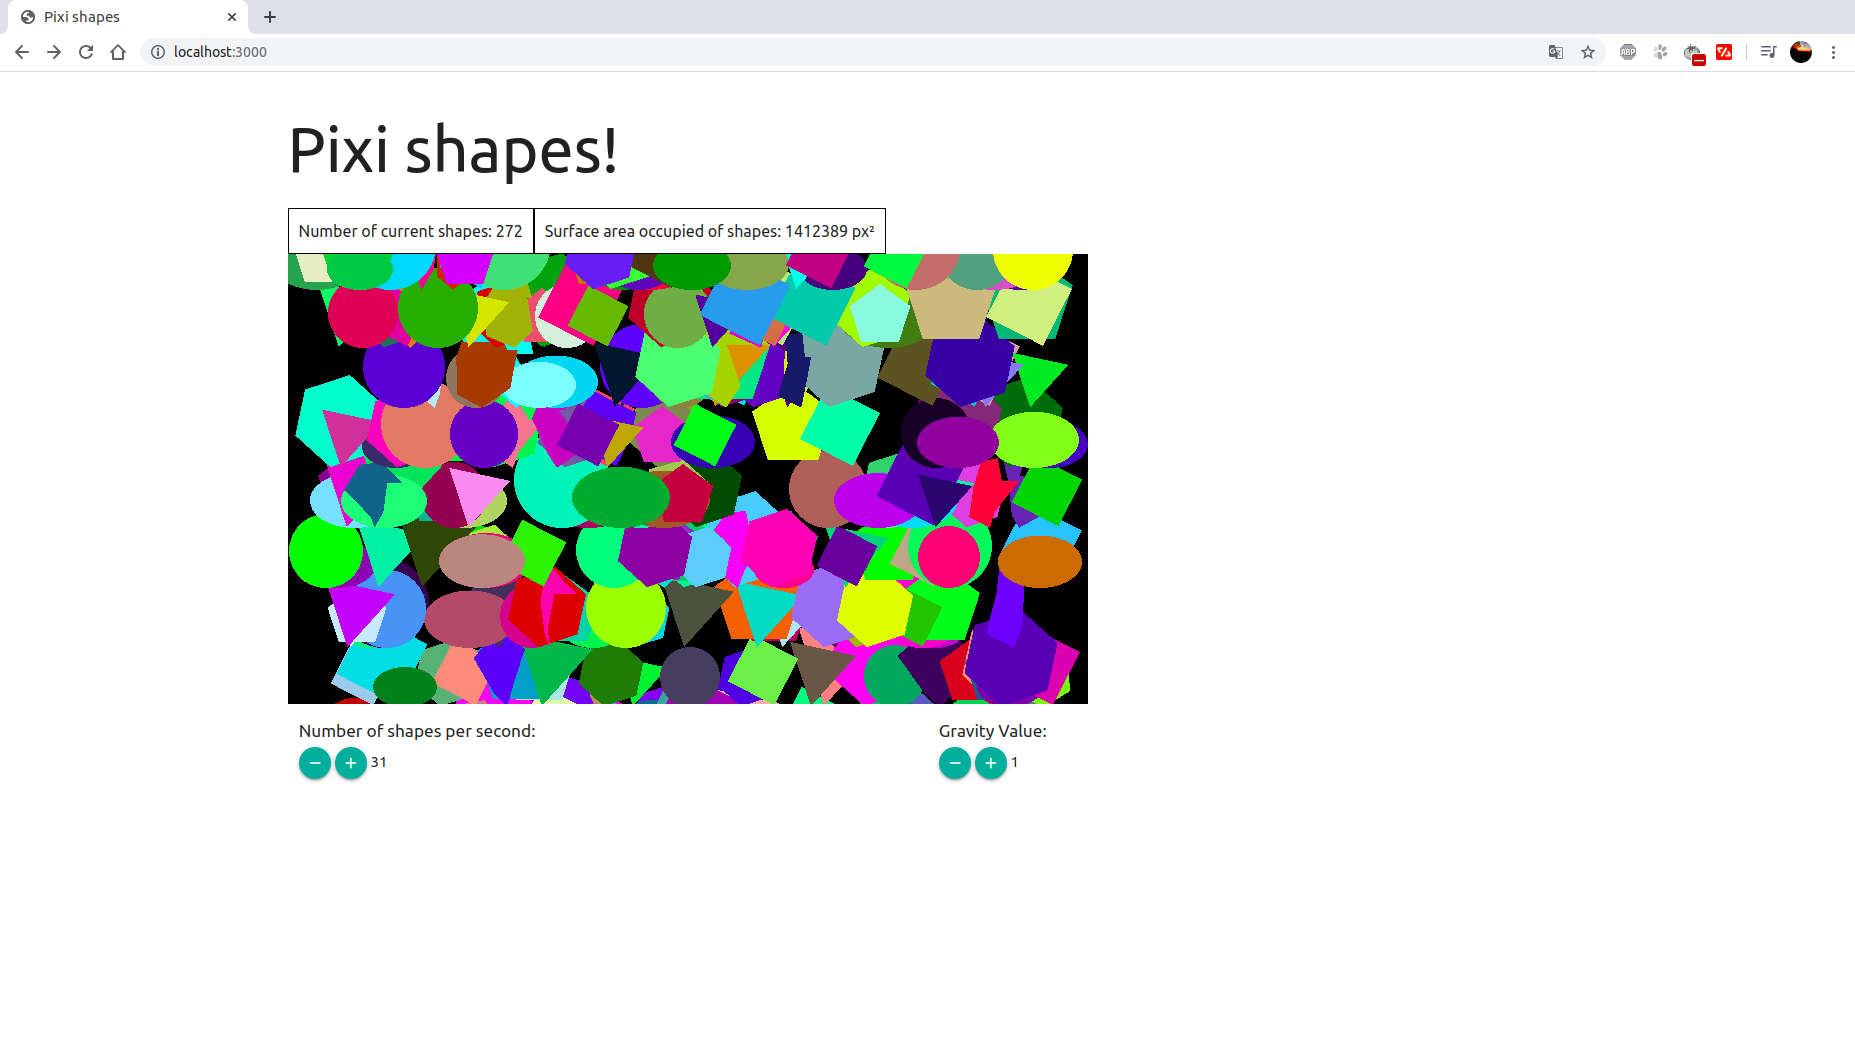 Pixi shapes
localhost:3000
ABP
Pixi shapes!
Number of current shapes: 272
Surface area occupied of shapes: 1412389 px²
Number of shapes per second:
31
Gravity Value:
1